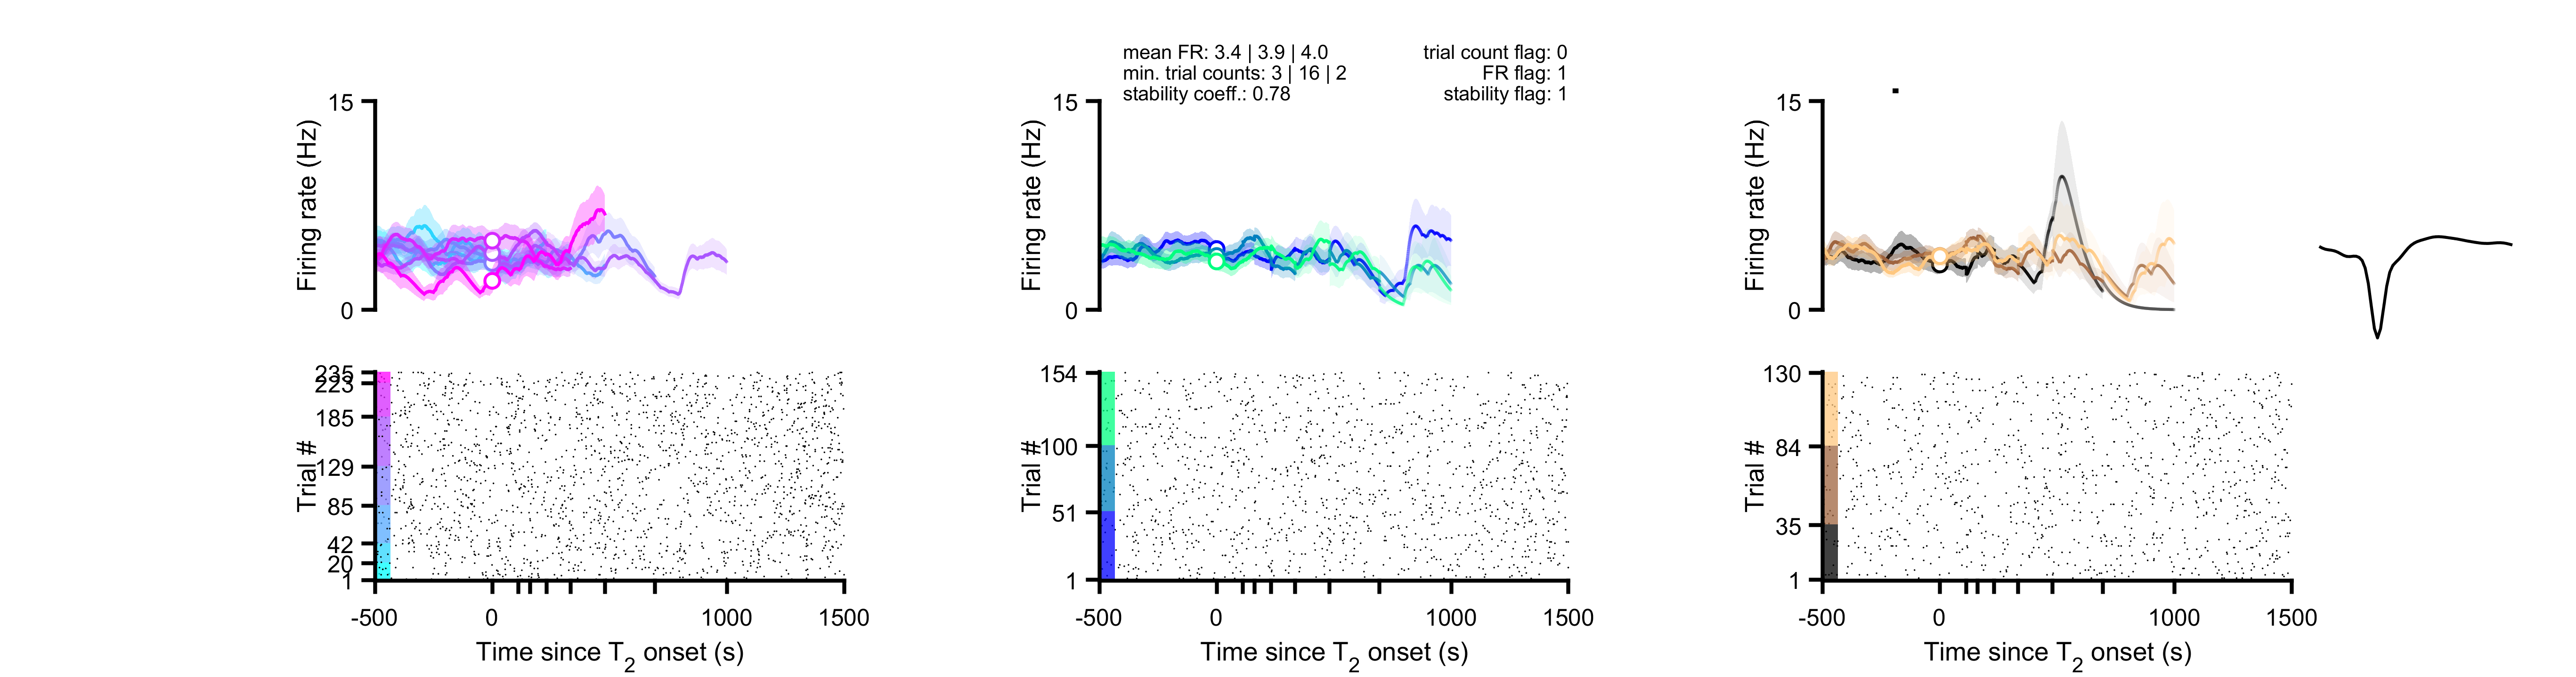 mean FR: 3.4 | 3.9 | 4.0
min. trial counts: 3 | 16 | 2
stability coeff.: 0.78
trial count flag: 0
FR flag: 1
stability flag: 1
15
Firing rate (Hz)
0
15
Firing rate (Hz)
0
15
Firing rate (Hz)
0
235
223
185
129
85
42
20
1
Trial #
-500
0
1000
1500
Time since T2 onset (s)
154
100
51
1
Trial #
-500
0
1000
1500
Time since T2 onset (s)
130
84
35
1
Trial #
-500
0
1000
1500
Time since T2 onset (s)